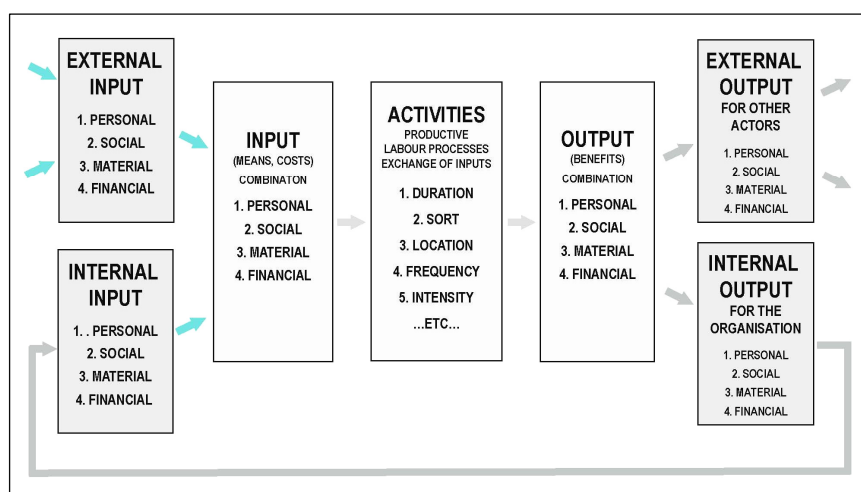 EXTERNAL
INPUT
1. PERSONAL
2. SOCIAL
3. MATERIAL
4. FINANCIAL
INTERNAL
INPUT
1. . PERSONAL
2. SOCIAL
3. MATERIAL
4. FINANCIAL
INPUT
(MEANS, COSTS)
COMBINATON
1. PERSONAL
2. SOCIAL
3. MATERIAL
4. FINANCIAL
ACTIVITIES
PRODUCTIVE
LABOUR PROCESSES
EXCHANGE OF INPUTS
1. DURATION
2. SORT
3. LOCATION
4. FREQUENCY
5. INTENSITY
...ETC...
OUTPUT
(BENEFITS)
COMBINATION
1. PERSONAL
2. SOCIAL
3. MATERIAL
4. FINANCIAL
EXTERNAL
OUTPUT
FOR OTHER
ACTORS
1. PERSONAL
2. SOCIAL
3. MATERIAL
4. FINANCIAL
INTERNAL
OUTPUT
FOR THE
ORGANISATION
1. PERSONAL
2. SOCIAL
3. MATERIAL
4. FINANCIAL